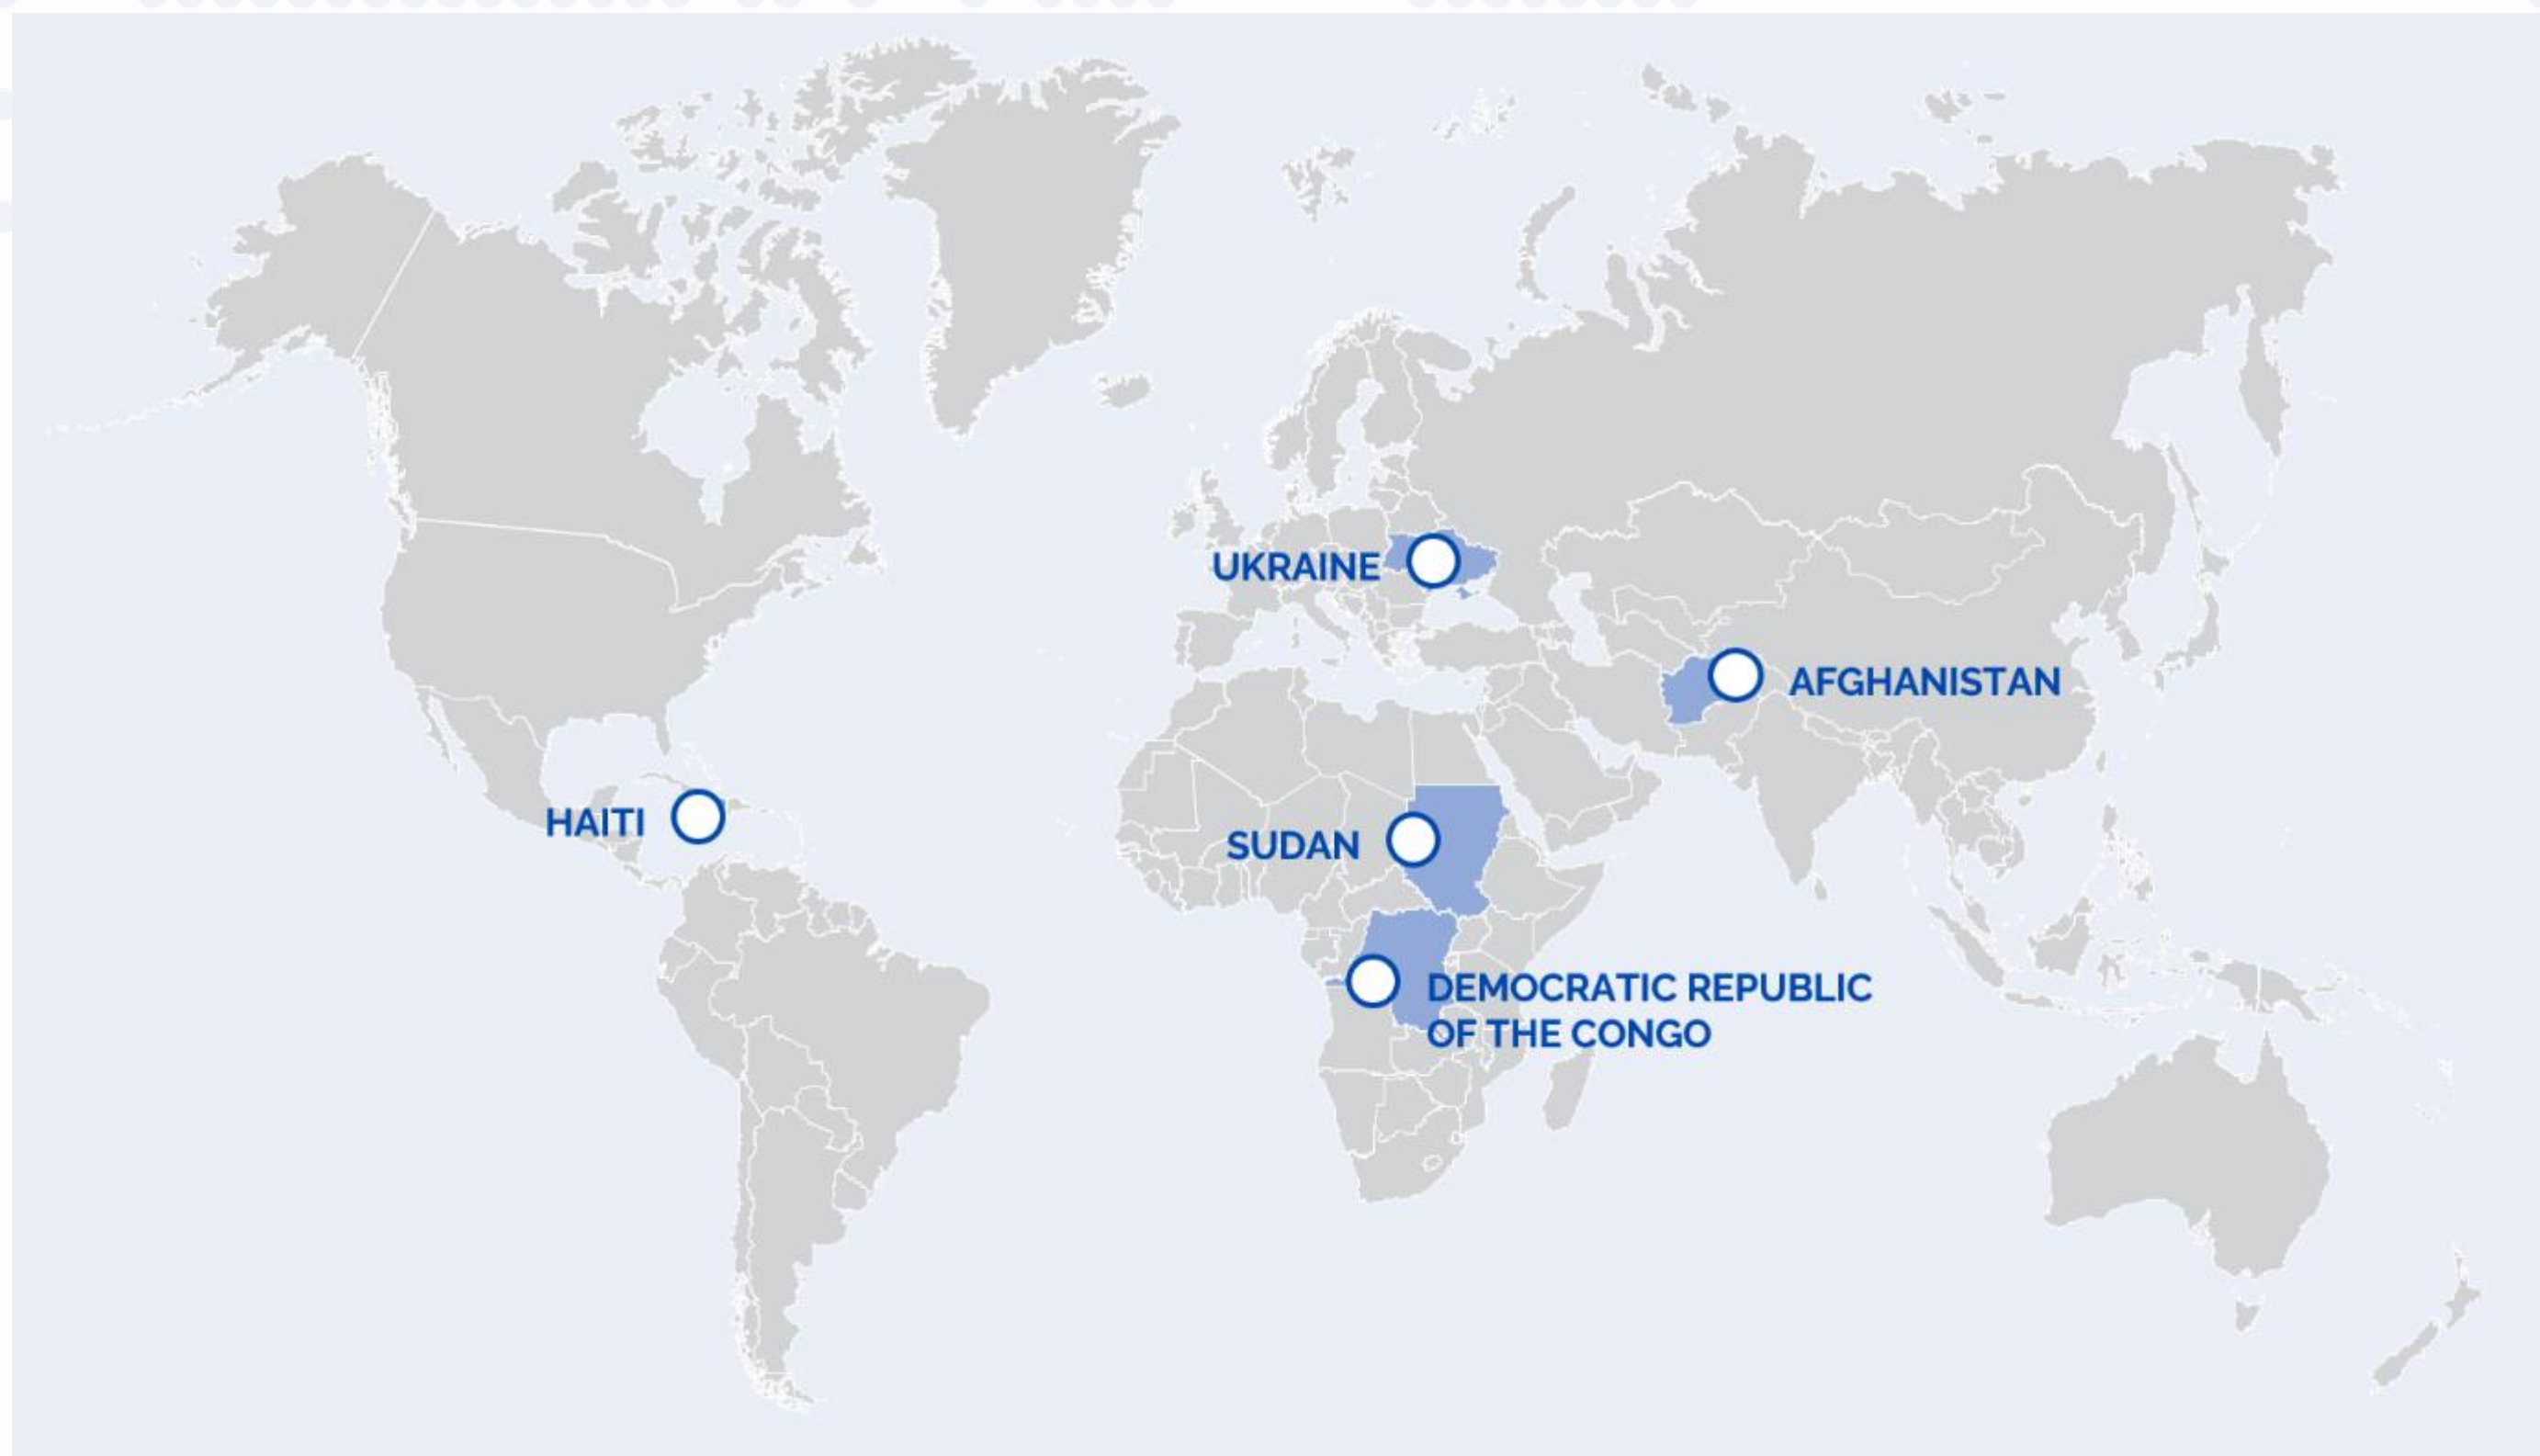 UKRAINE
AFGHANISTAN
HAITI
SUDAN
DEMOCRATIC REPUBLIC
OF THE CONGO